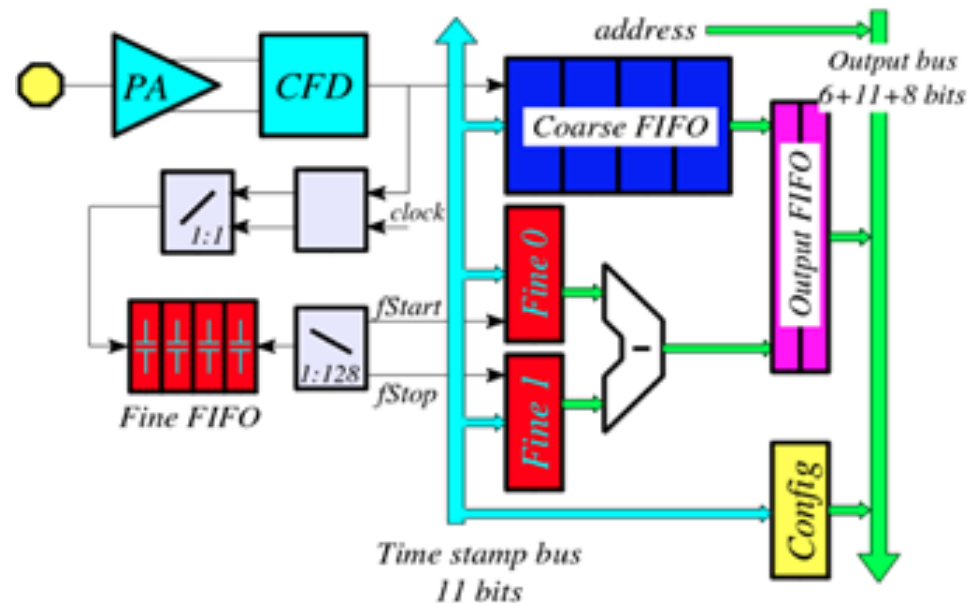 address
Output bus
6+11+8 bits
PA
CFD
Coarse FIFO
Output FIFO
1:1
clock
Fine 0
fStart
1:128
fStop
Fine FIFO
Fine 1
-
Config
Time stamp bus
11 bits